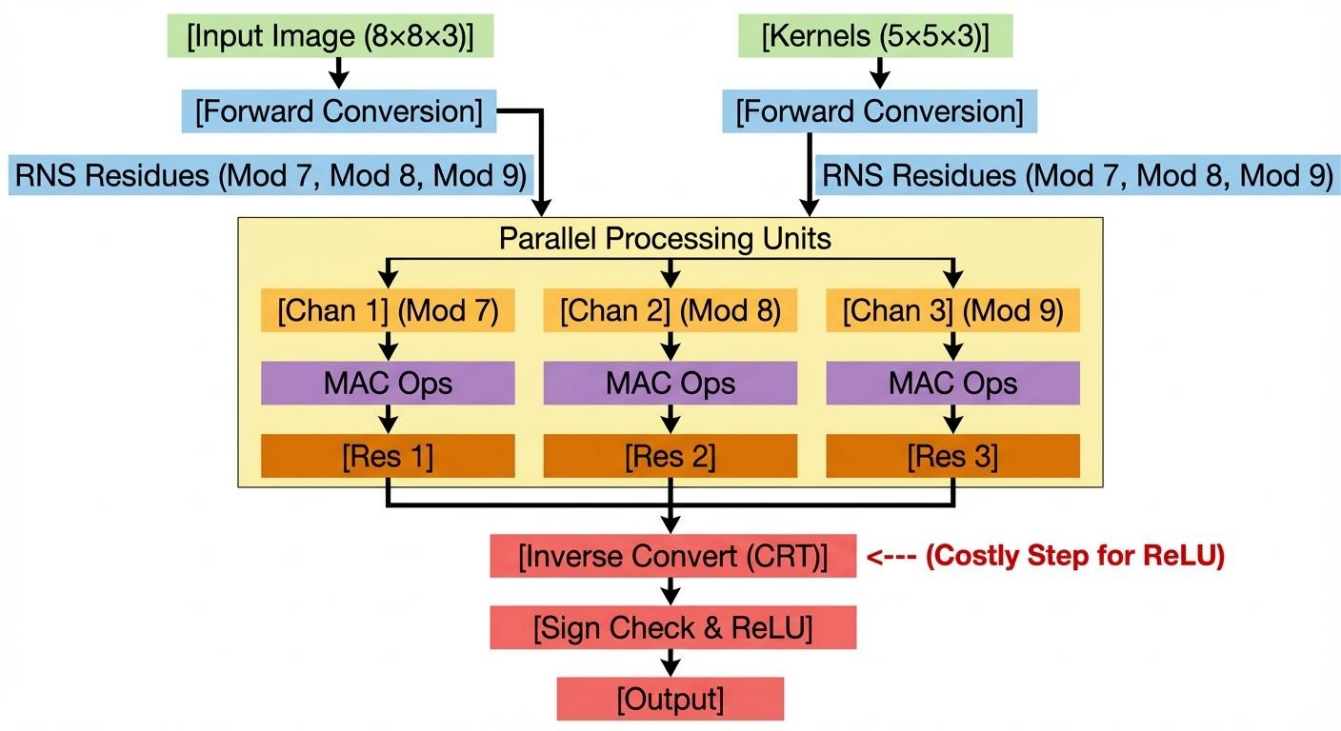 [Input Image (8×8×3)]
[Kernels (5×5×3)]
[Forward Conversion]
[Forward Conversion]
RNS Residues (Mod 7, Mod 8, Mod 9)
RNS Residues (Mod 7, Mod 8, Mod 9)
Parallel Processing Units
[Chan 1] (Mod 7)
[Chan 2] (Mod 8)
[Chan 3] (Mod 9)
MAC Ops
MAC Ops
MAC Ops
[Res 1]
[Res 2]
[Res 3]
[Inverse Convert (CRT)]
<--- (Costly Step for ReLU)
[Sign Check & ReLU]
[Output]